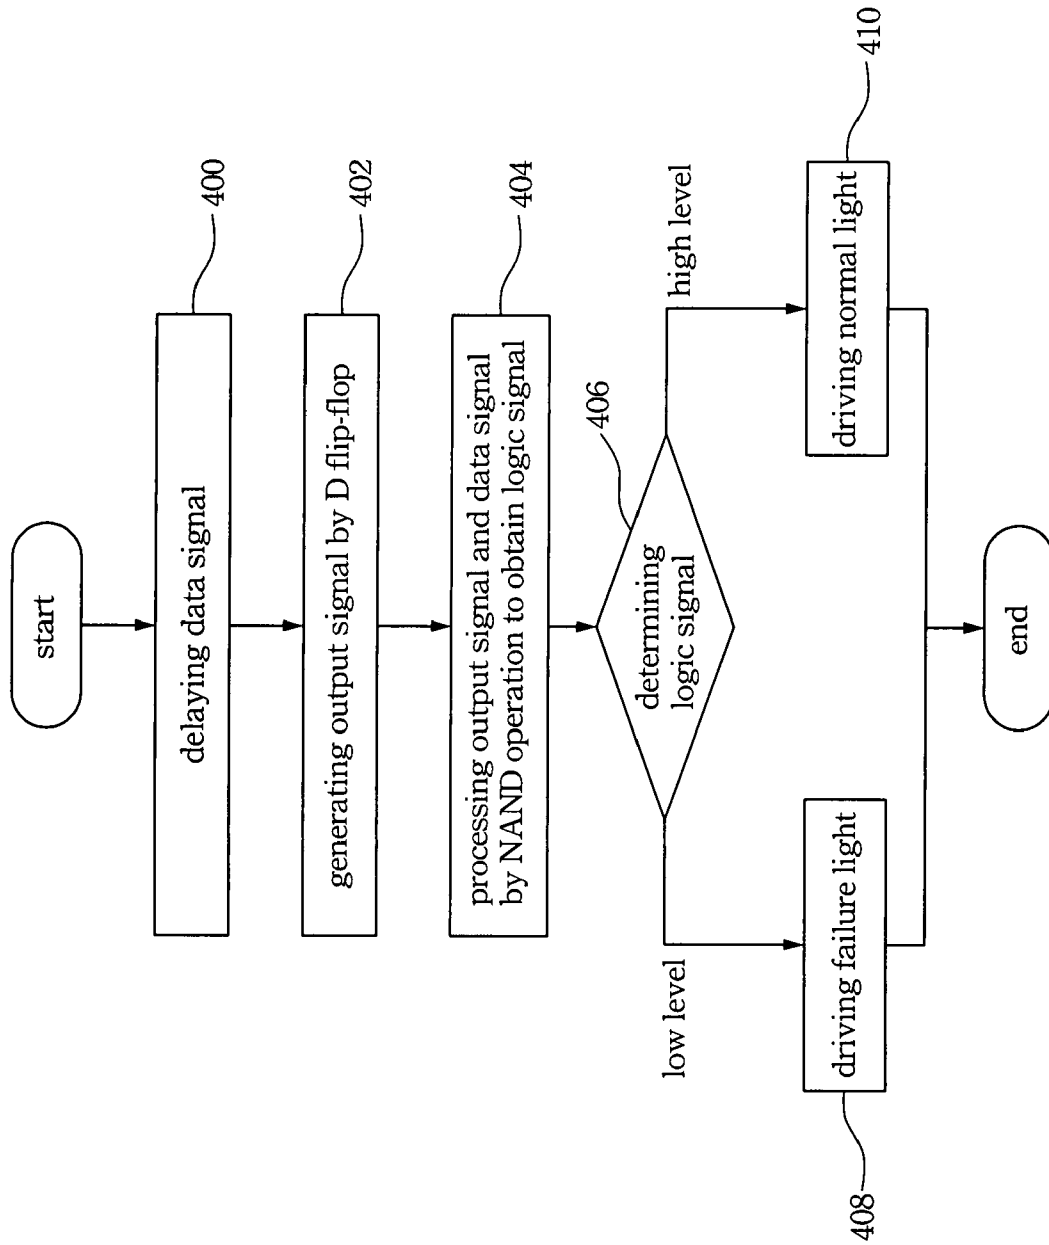 start
delaying data signal
400
generating output signal by D flip-flop
402
processing output signal and data signal
by NAND operation to obtain logic signal
404
determining
logic signal
406
low level
high level
driving failure light
408
driving normal light
410
end